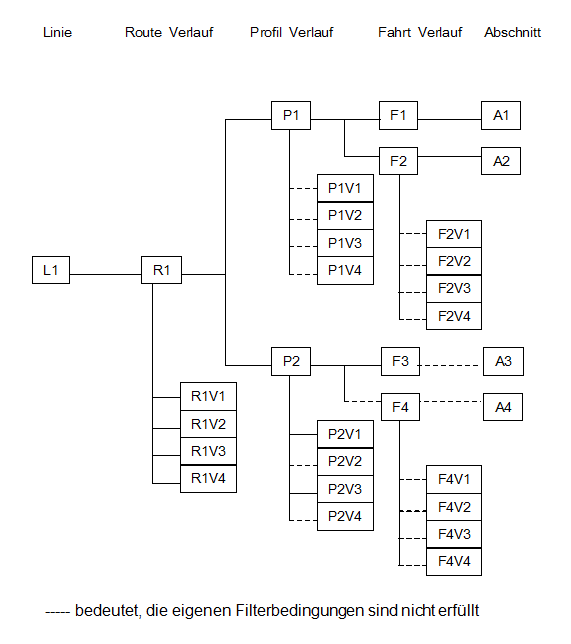 Linie Route Verlauf Profil Verlauf Fahrt Verlauf Abschnitt
P1 F1 A1
F2 A2
P1V1
P1V2
P1V3
P1V4
F2V1
F2V2
F2V3
F2V4
L1 R1
P2 F3 A3
F4 A4
R1V1
R1V2
R1V3
R1V4
P2V1
P2V2
P2V3
P2V4
F4V1
F4V2
F4V3
F4V4
----- bedeutet, die eigenen Filterbedingungen sind nicht erfüllt